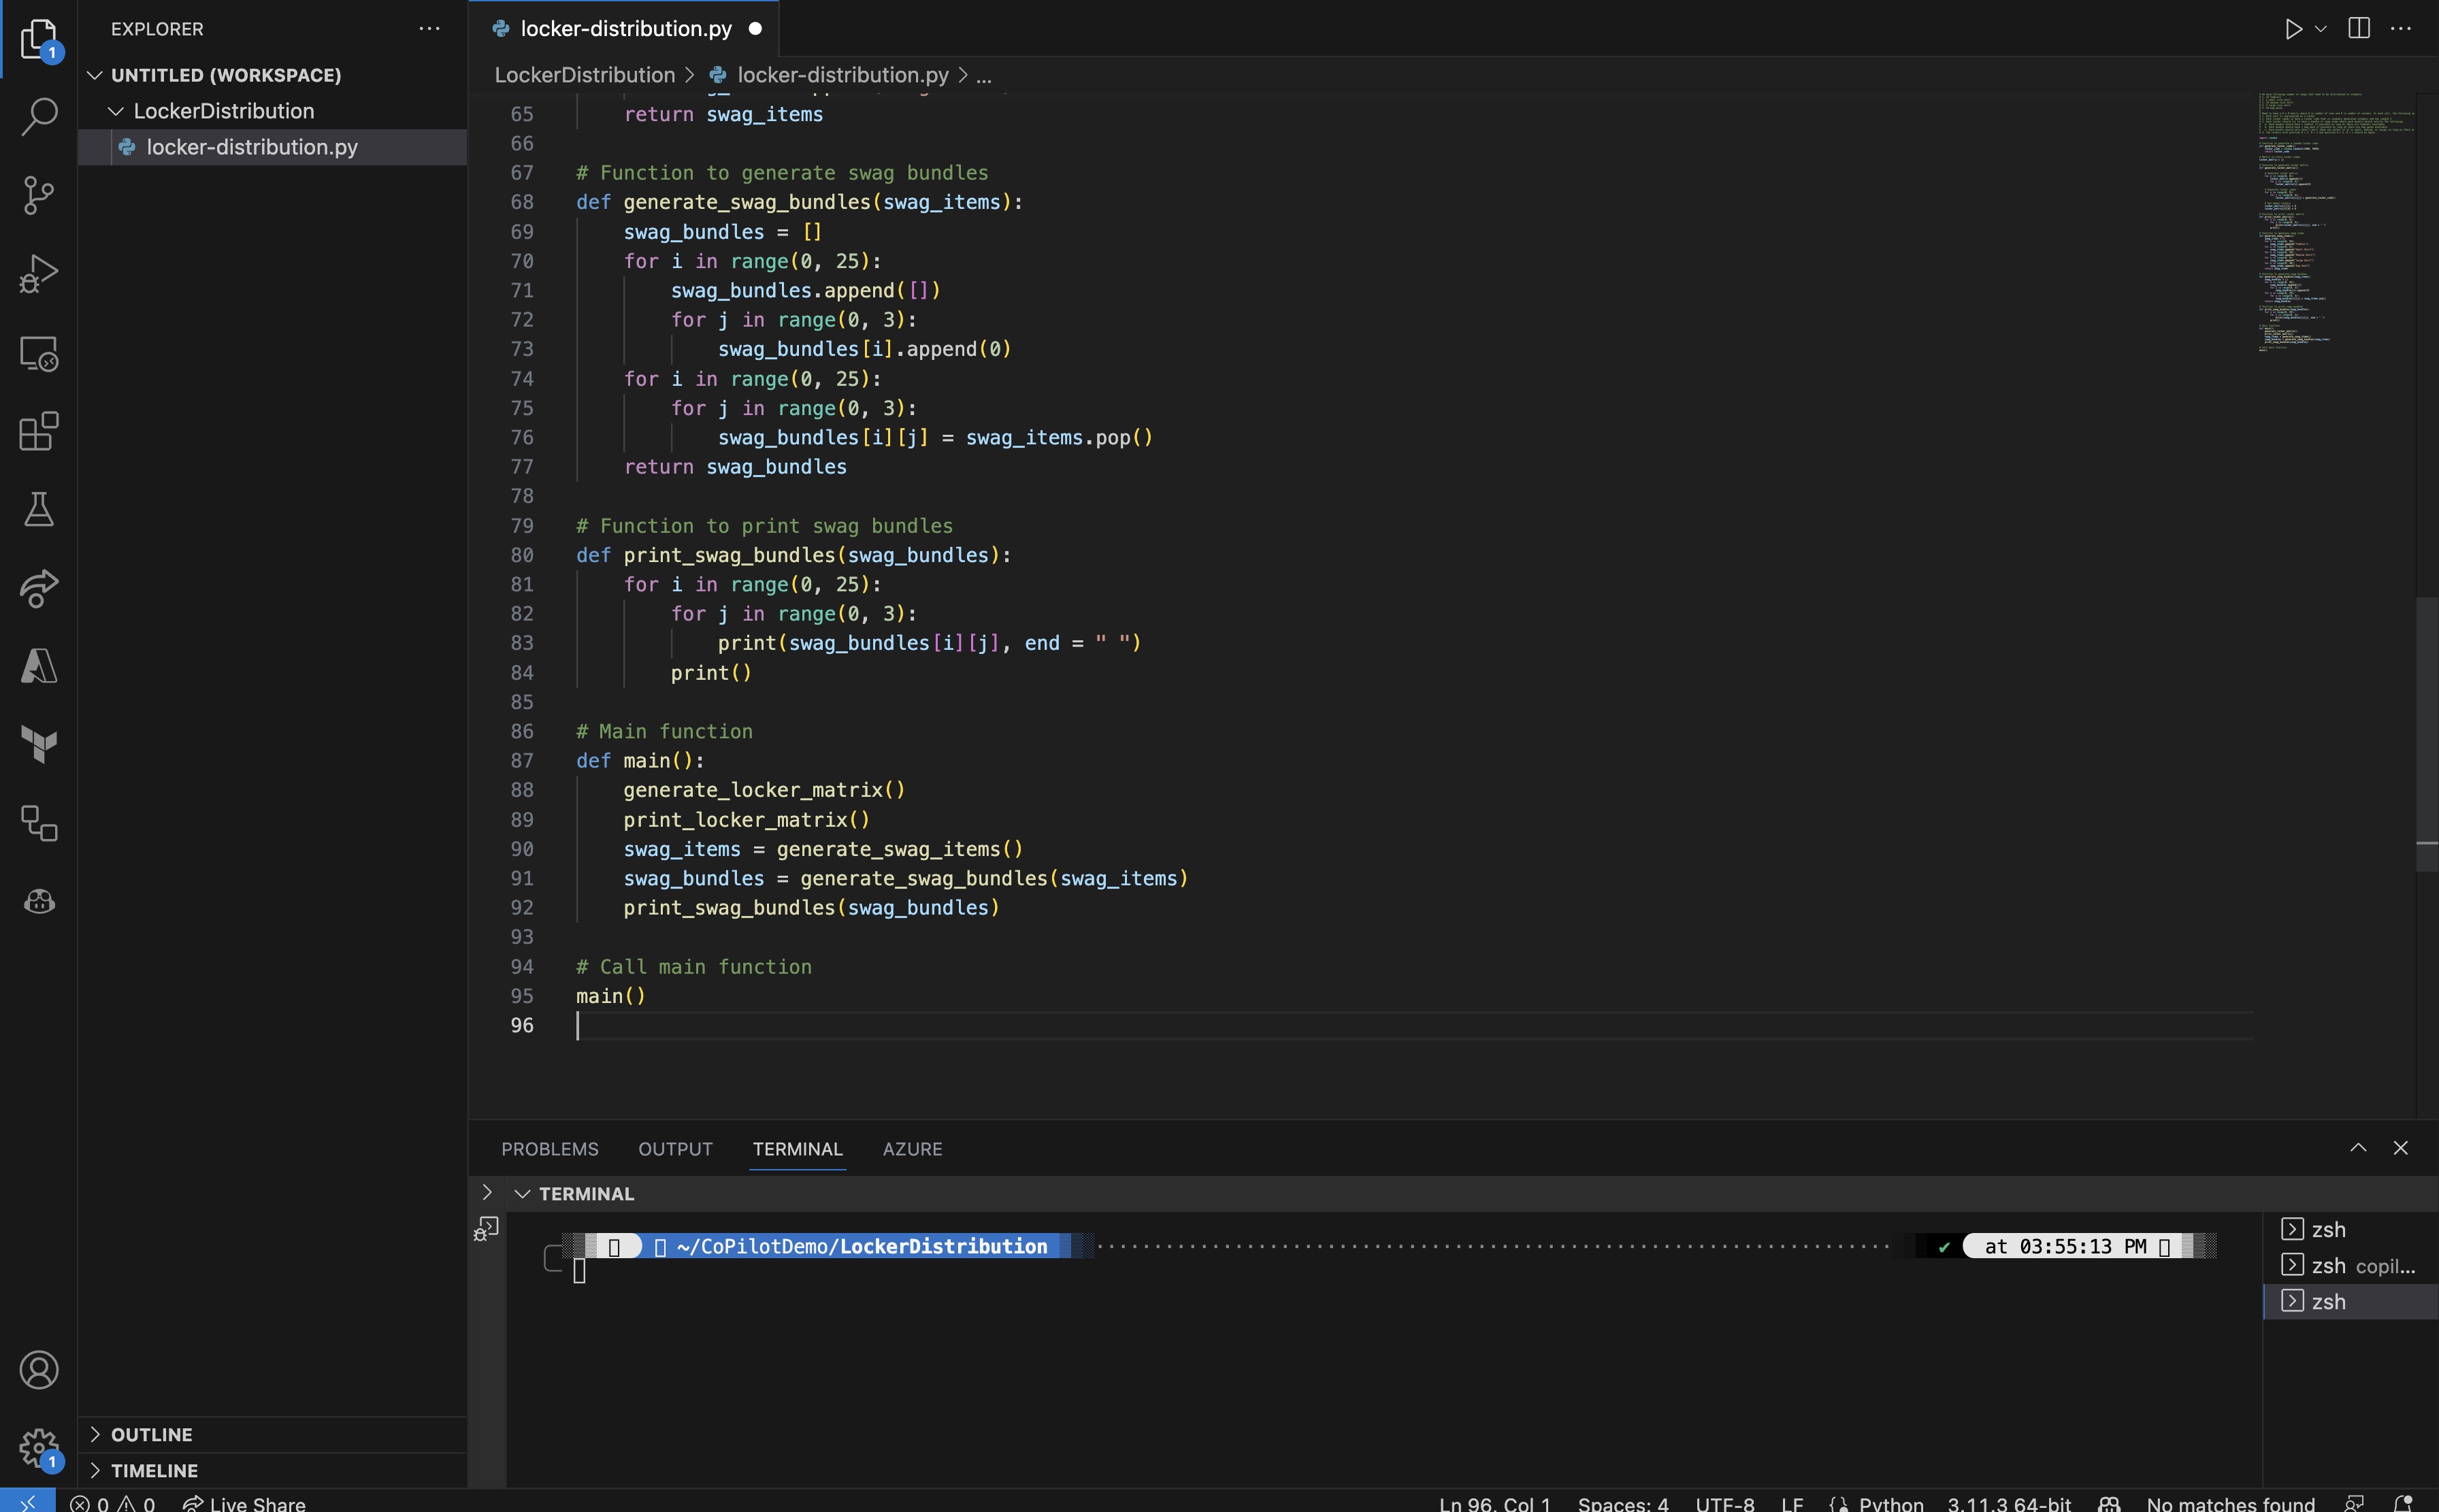 EXPLORER
UNTITLED (WORKSPACE)
LockerDistribution
locker-distribution.py
OUTLINE
TIMELINE
locker-distribution.py
LockerDistribution > locker-distribution.py > ...
65 return swag_items
66
67 # Function to generate swag bundles
68 def generate_swag_bundles(swag_items):
69 swag_bundles = []
70 for i in range(0, 25):
71 swag_bundles.append([])
72 for j in range(0, 3):
73 swag_bundles[i].append(0)
74 for i in range(0, 25):
75 for j in range(0, 3):
76 swag_bundles[i][j] = swag_items.pop()
77 return swag_bundles
78
79 # Function to print swag bundles
80 def print_swag_bundles(swag_bundles):
81 for i in range(0, 25):
82 for j in range(0, 3):
83 print(swag_bundles[i][j], end = " ")
84 print()
85
86 # Main function
87 def main():
88 generate_locker_matrix()
89 print_locker_matrix()
90 swag_items = generate_swag_items()
91 swag_bundles = generate_swag_bundles(swag_items)
92 print_swag_bundles(swag_bundles)
93
94 # Call main function
95 main()
96
PROBLEMS OUTPUT TERMINAL AZURE
TERMINAL
~/CoPilotDemo/LockerDistribution
at 03:55:13 PM
zsh
zsh copil...
zsh
1
1
0 0 Live Share
Ln 96, Col 1 Spaces: 4 UTF-8 LF Python 3.11.3 64-bit No matches found